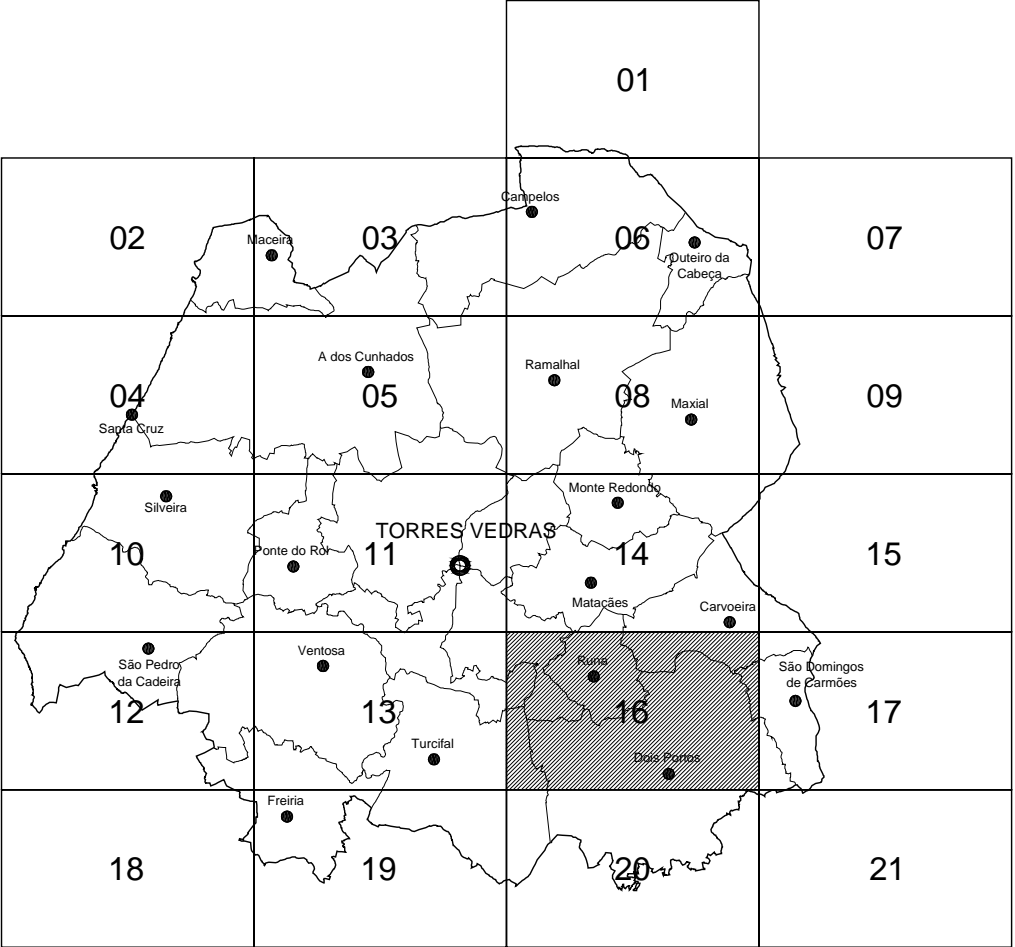 01
Campelos
02
Maceira
03
06
Outeiro da
Cabeça
07
A dos Cunhados
Ramalhal
04
Santa Cruz
05
08
Maxial
09
Silveira
Monte Redondo
TORRES VEDRAS
10
Ponte do Rol
11
14
15
Matacães
Carvoeira
São Pedro
da Cadeira
Ventosa
Runa
São Domingos
de Carmões
12
13
16
17
Turcifal
Dois Portos
Freiria
18
19
20
21